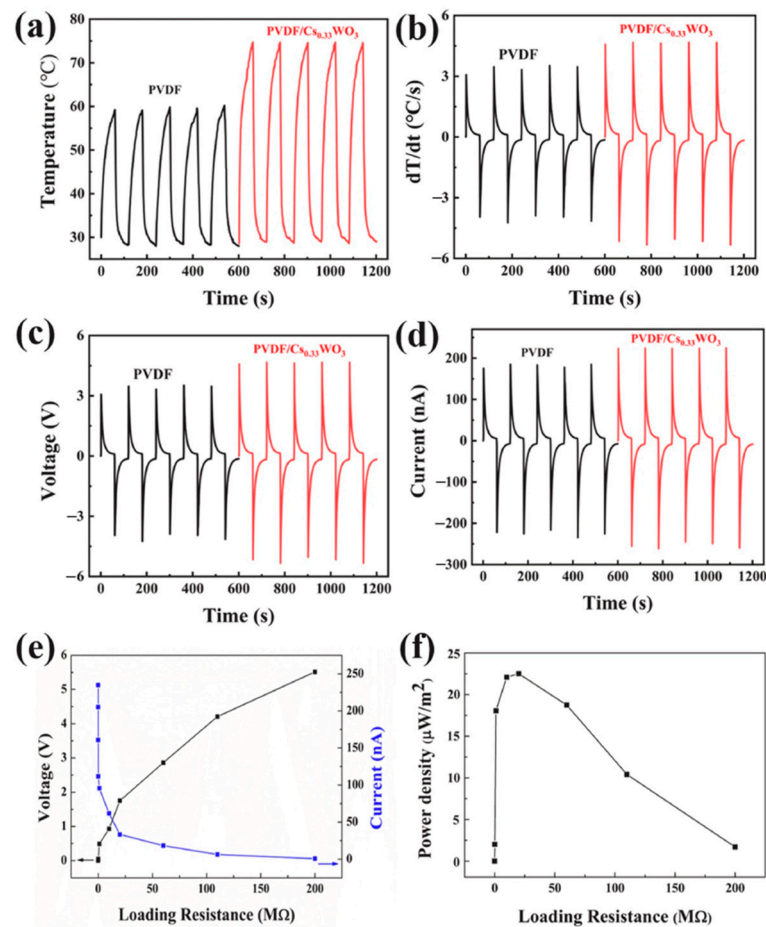 (a)
80
70
60
50
40
30
Temperature (℃)
PVDF
PVDF/Cs0.33WO3
0 200 400 600 800 1000 1200
Time (s)
(b)
6
3
0
−3
−6
dT/dt (℃/s)
PVDF
PVDF/Cs0.33WO3
0 200 400 600 800 1000 1200
Time (s)
(c)
6
3
0
−3
−6
Voltage (V)
PVDF
PVDF/Cs0.33WO3
0 200 400 600 800 1000 1200
Time (s)
(d)
200
100
0
−100
−200
−300
Current (nA)
PVDF
PVDF/Cs0.33WO3
0 200 400 600 800 1000 1200
Time (s)
(e)
6
5
4
3
2
1
0
Voltage (V)
250
200
150
100
50
0
Current (nA)
0 50 100 150 200
Loading Resistance (MΩ)
(f)
25
20
15
10
5
0
Power density (μW/m²)
0 50 100 150 200
Loading Resistance (MΩ)